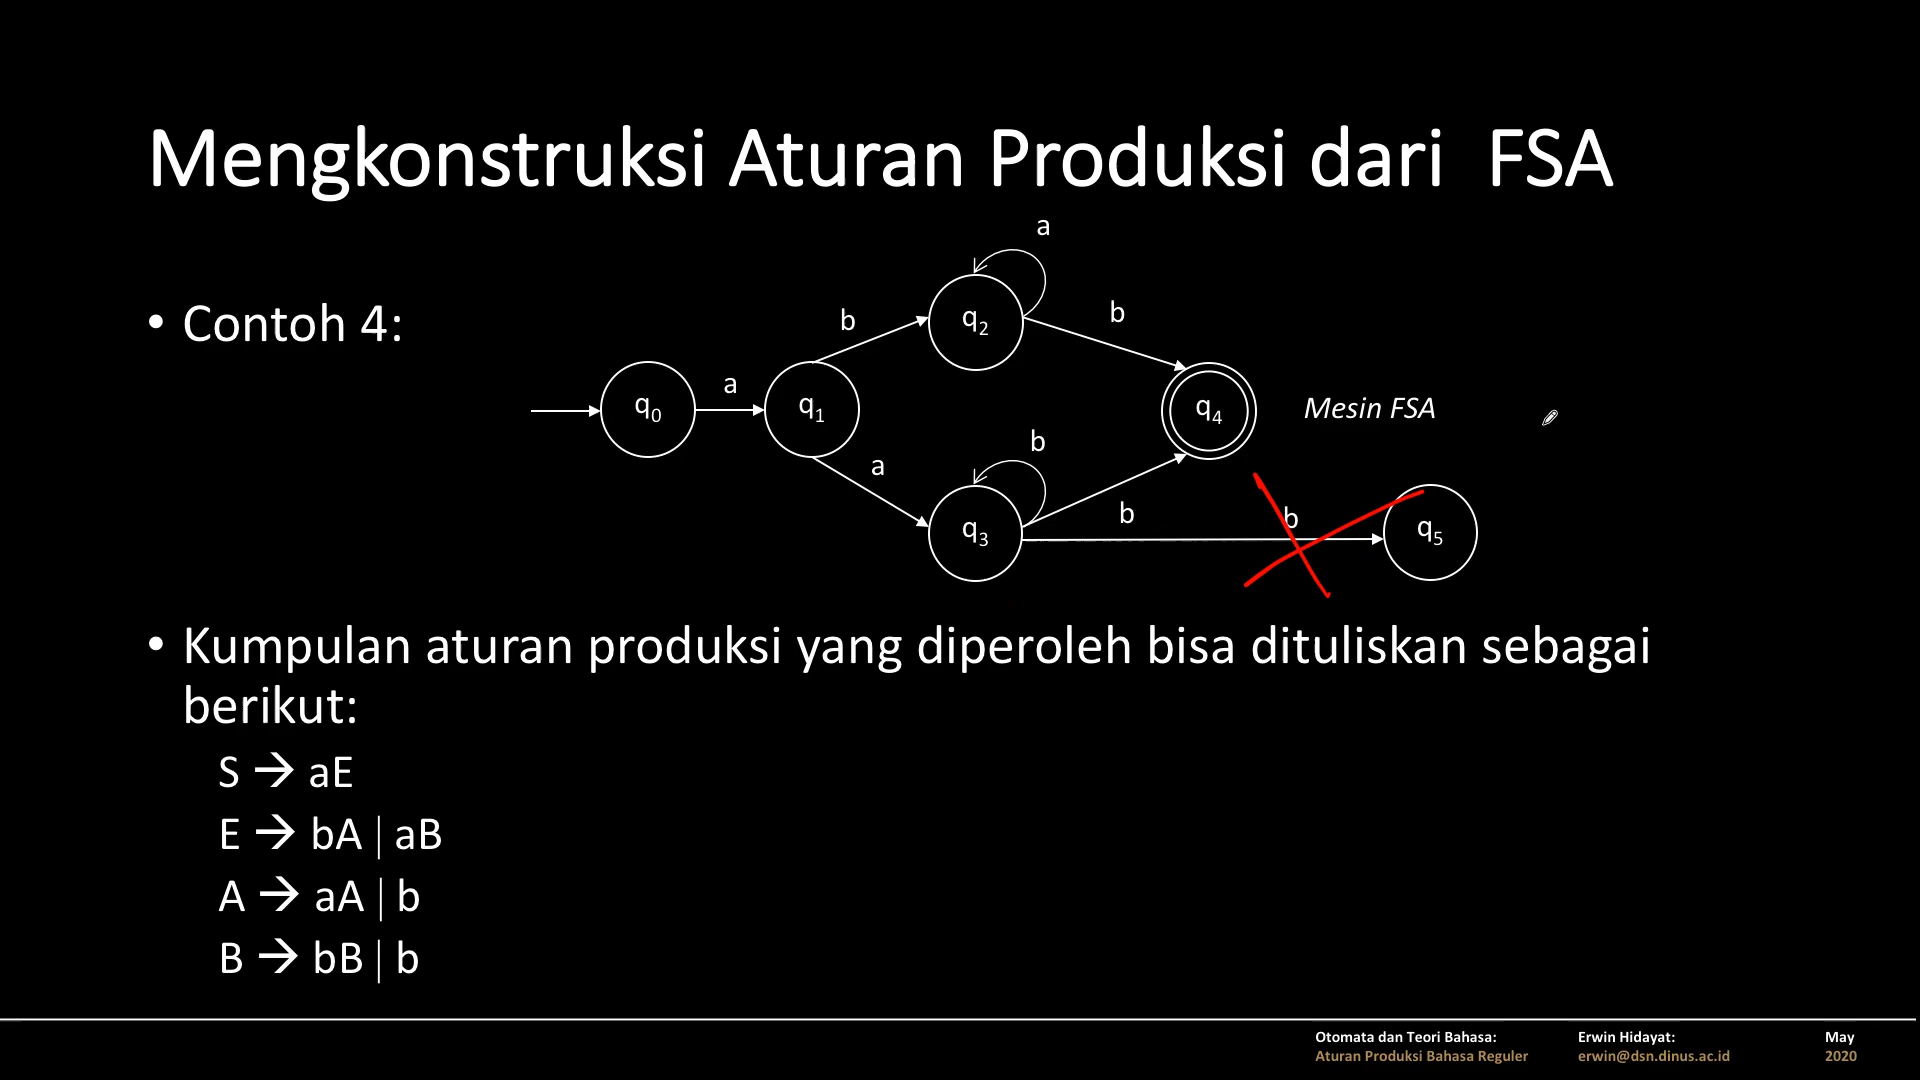 Mengkonstruksi Aturan Produksi dari FSA
• Contoh 4:
a
b
q2
b
a
q0
q1
q4
Mesin FSA
a
b
q3
b
b
q5
• Kumpulan aturan produksi yang diperoleh bisa dituliskan sebagai
berikut:
S → aE
E → bA | aB
A → aA | b
B → bB | b
Otomata dan Teori Bahasa:
Aturan Produksi Bahasa Reguler
Erwin Hidayat:
erwin@dsn.dinus.ac.id
May
2020